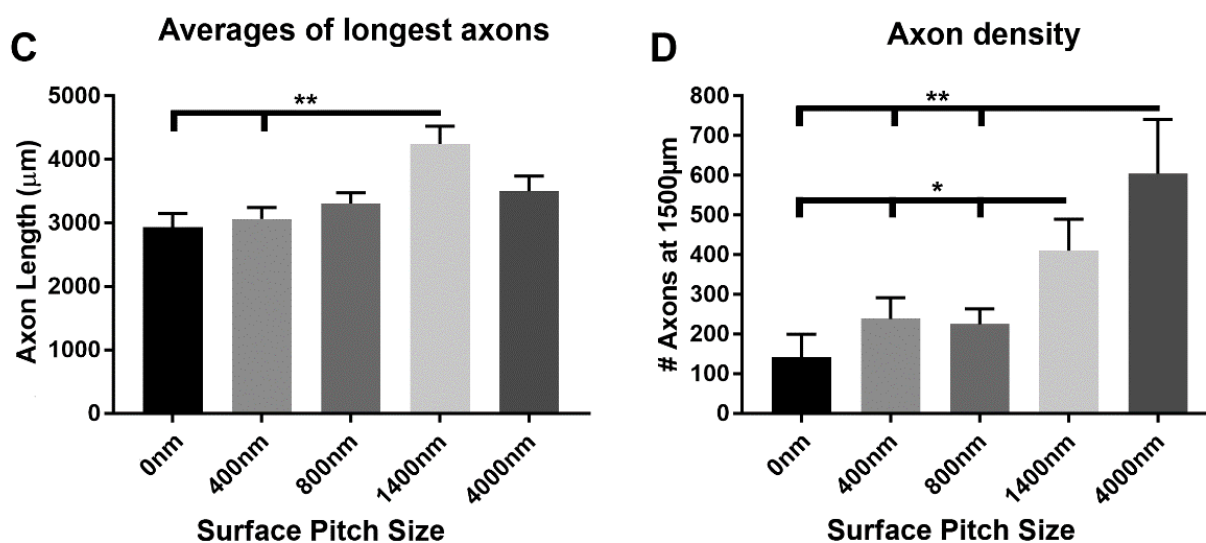 C
Averages of longest axons
Axon Length (μm)
5000
4000
3000
2000
1000
0
**
0nm
400nm
800nm
1400nm
4000nm
Surface Pitch Size
D
Axon density
# Axons at 1500μm
800
700
600
500
400
300
200
100
0
**
*
0nm
400nm
800nm
1400nm
4000nm
Surface Pitch Size